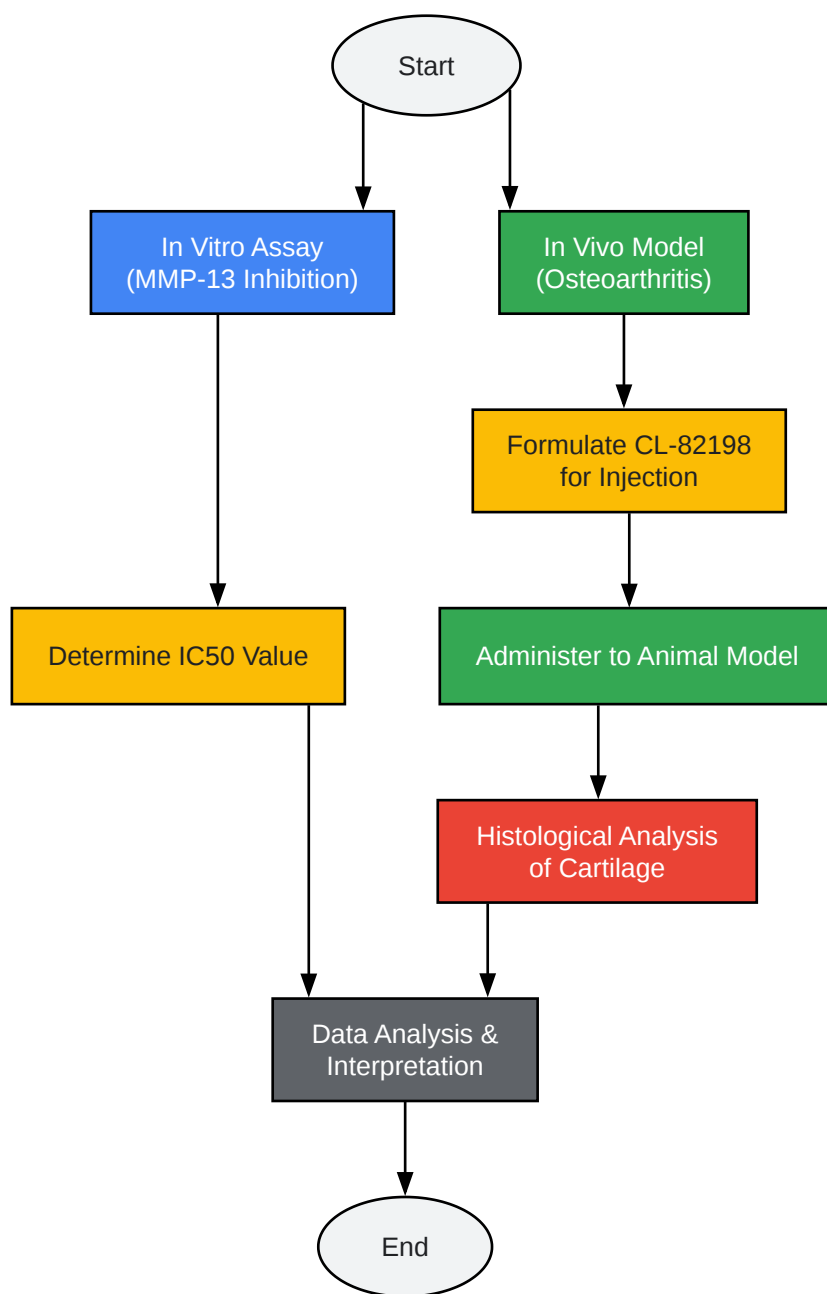 Start
In Vitro Assay
(MMP-13 Inhibition)
In Vivo Model
(Osteoarthritis)
Formulate CL-82198
for Injection
Determine IC50 Value
Administer to Animal Model
Histological Analysis
of Cartilage
Data Analysis &
Interpretation
End